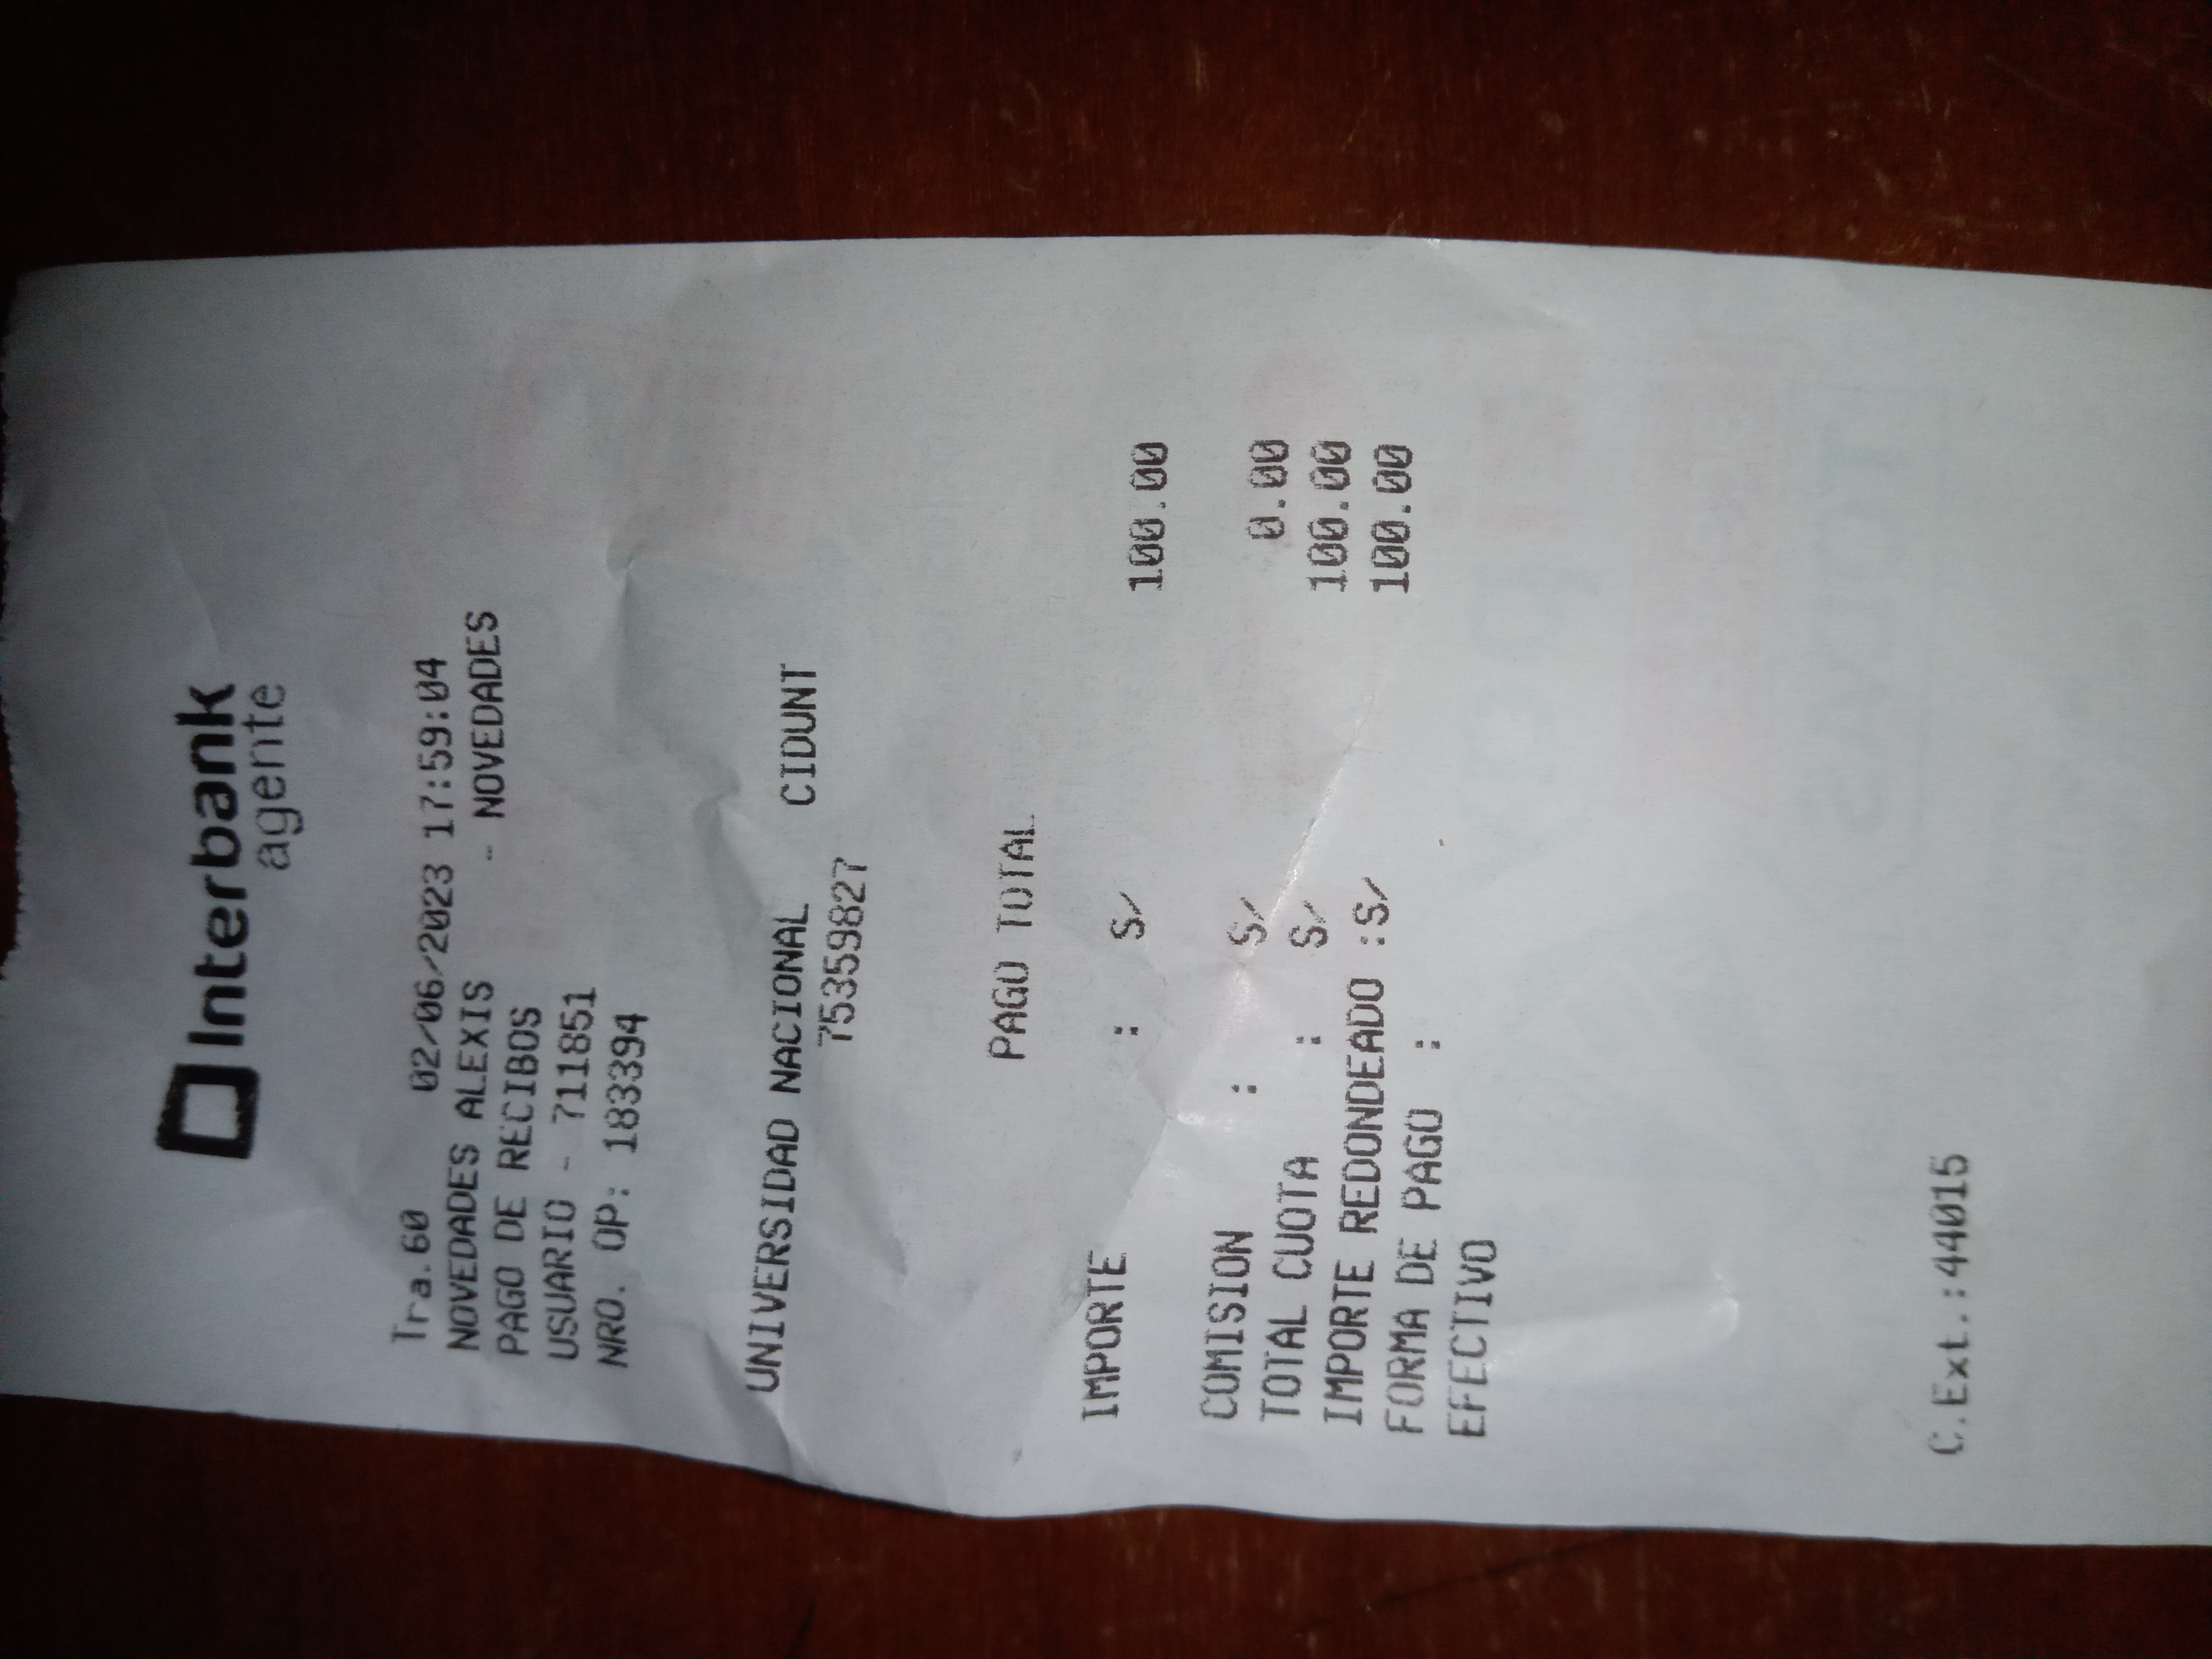 Interbank
agente
Tra.60 02/06/2023 17:59:04
NOVEDADES ALEXIS - NOVEDADES
PAGO DE RECIBOS
USUARIO - 711851
NRO. OP: 183394
UNIVERSIDAD NACIONAL CIDUNT
75359827
PAGO TOTAL
IMPORTE : S/ 100.00
COMISION : S/ 0.00
TOTAL CUOTA : S/ 100.00
IMPORTE REDONDEADO :S/ 100.00
FORMA DE PAGO :
EFECTIVO
C.Ext.:44015